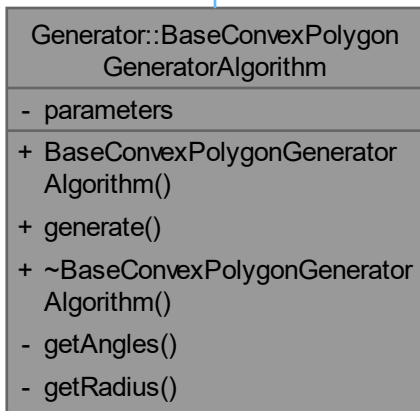 Generator::BaseConvexPolygon
GeneratorAlgorithm
- parameters
+ BaseConvexPolygonGenerator
Algorithm()
+ generate()
+ ~BaseConvexPolygonGenerator
Algorithm()
- getAngles()
- getRadius()